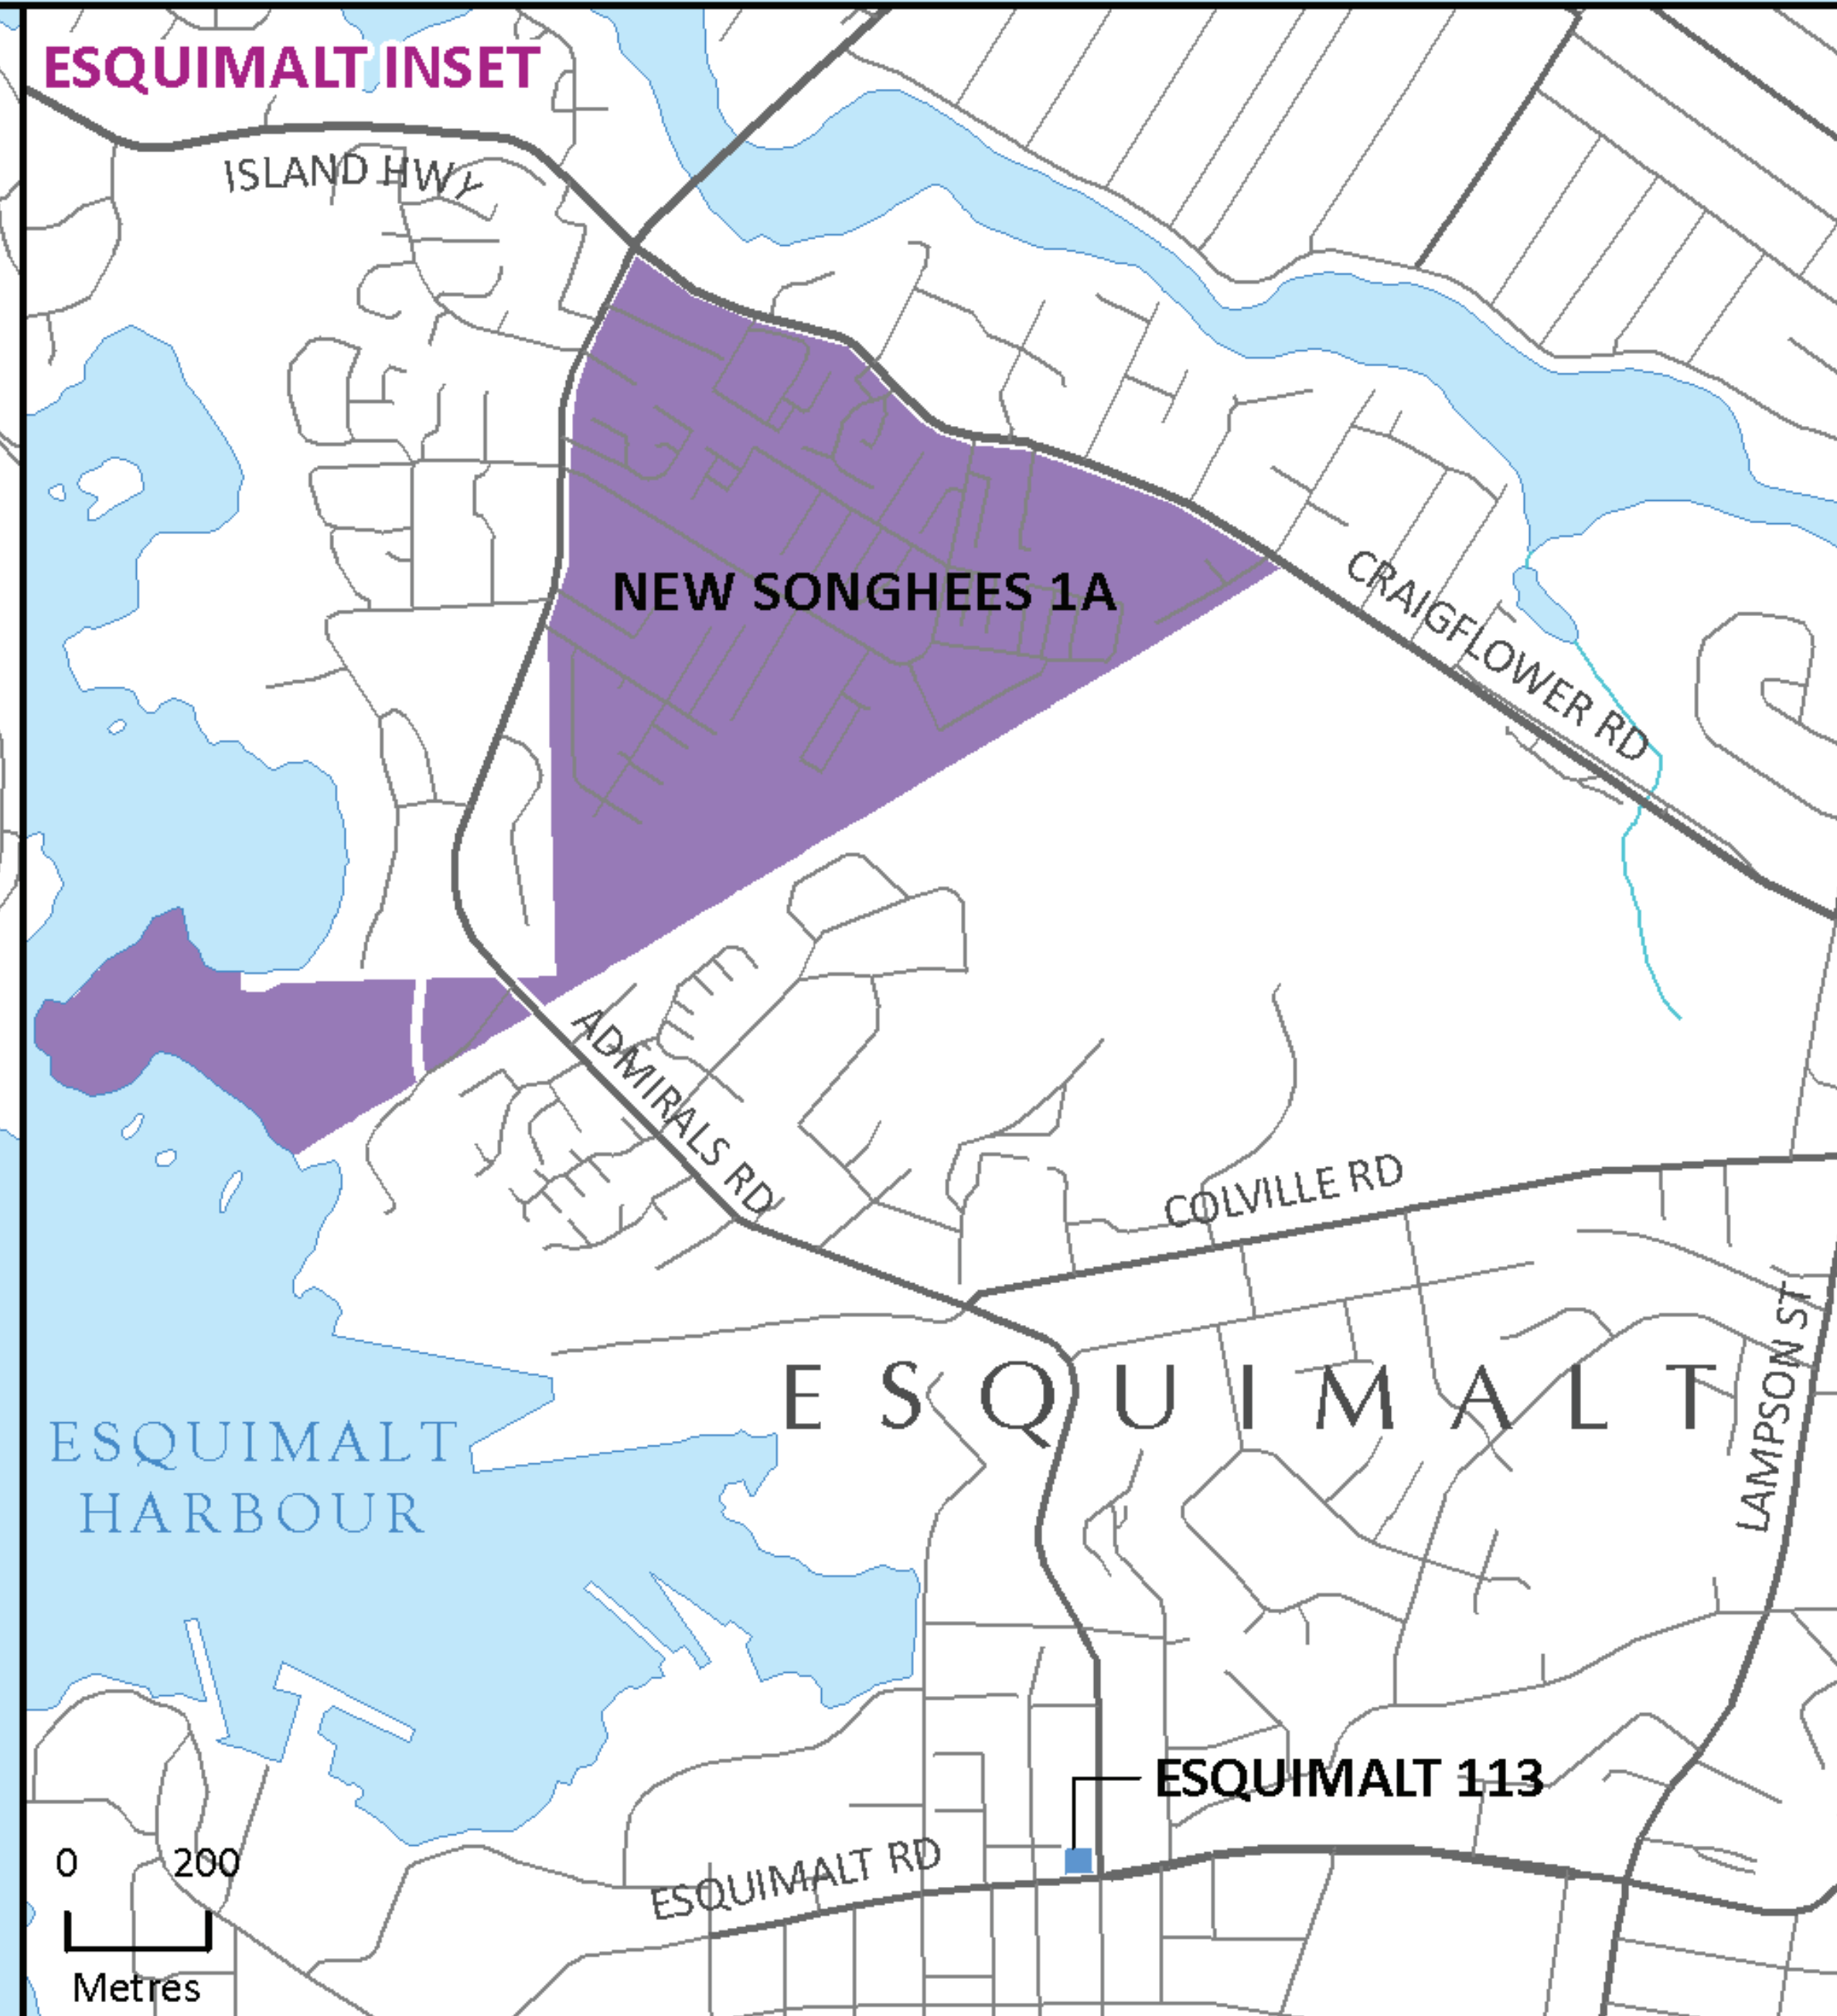 ESQUIMALT INSET
ISLAND HWY
NEW SONGHEES 1A
CRAIGFLOWER RD
ADMIRALS RD
COLVILLE RD
LAMPSON ST
ESQUIMALT
ESQUIMALT
HARBOUR
ESQUIMALT 113
ESQUIMALT RD
0 200
Metres